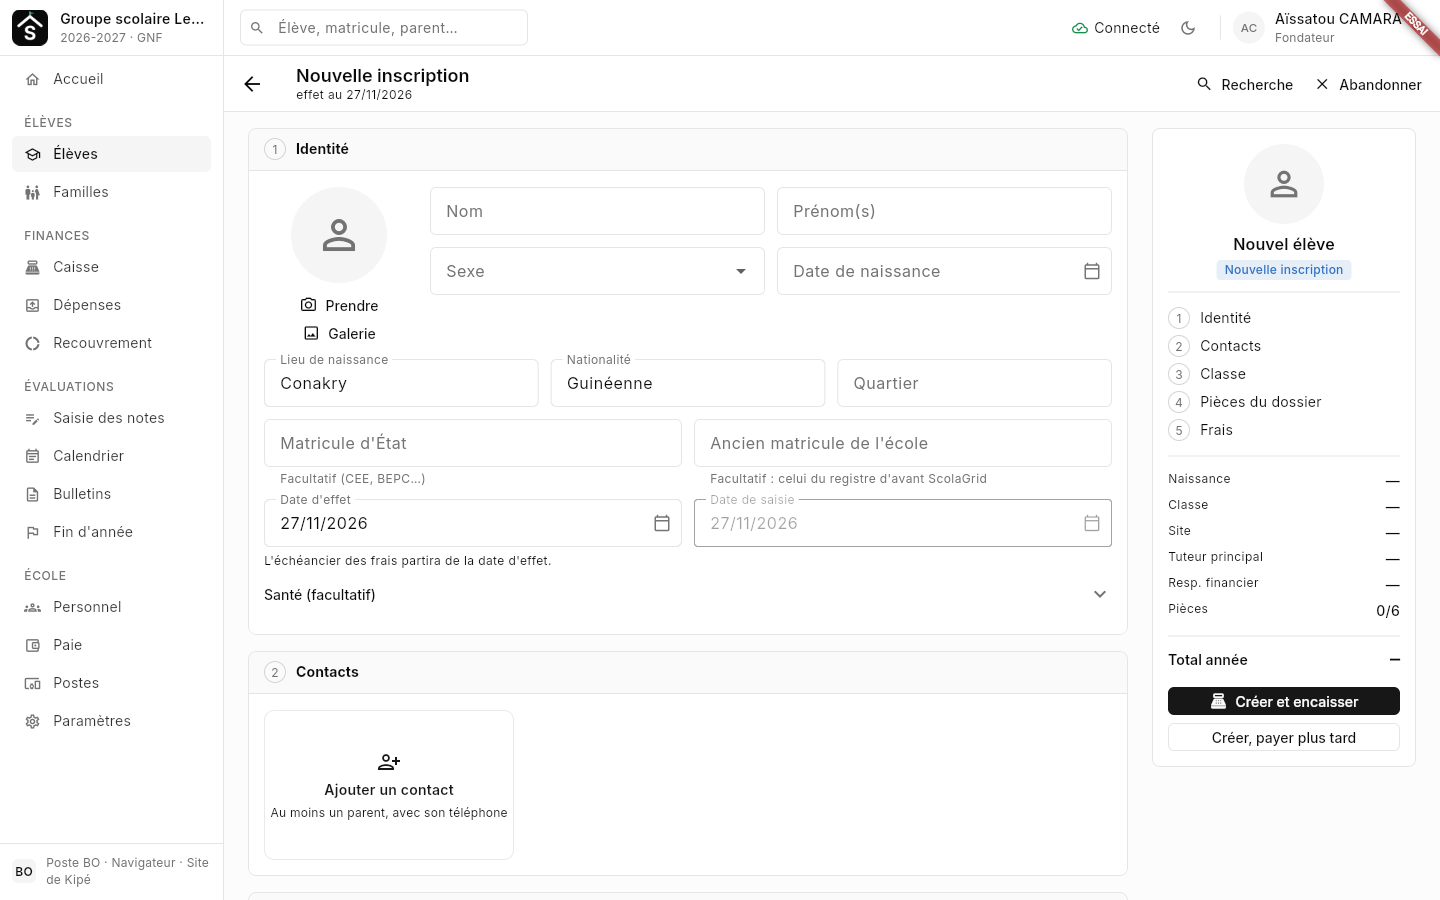 Groupe scolaire Le...
2026-2027 · GNF
Élève, matricule, parent...
Connecté
AC
Aïssatou CAMARA
Fondateur
ESSAI
Accueil
ÉLÈVES
Élèves
Familles
FINANCES
Caisse
Dépenses
Recouvrement
ÉVALUATIONS
Saisie des notes
Calendrier
Bulletins
Fin d'année
ÉCOLE
Personnel
Paie
Postes
Paramètres
BO
Poste BO · Navigateur · Site
de Kipé
Nouvelle inscription
effet au 27/11/2026
Recherche
Abandonner
1 Identité
Prendre
Galerie
Nom
Prénom(s)
Sexe
Date de naissance
Lieu de naissance
Conakry
Nationalité
Guinéenne
Quartier
Matricule d'État
Facultatif (CEE, BEPC...)
Ancien matricule de l'école
Facultatif : celui du registre d'avant ScolaGrid
Date d'effet
27/11/2026
Date de saisie
27/11/2026
L'échéancier des frais partira de la date d'effet.
Santé (facultatif)
2 Contacts
Ajouter un contact
Au moins un parent, avec son téléphone
Nouvel élève
Nouvelle inscription
1 Identité
2 Contacts
3 Classe
4 Pièces du dossier
5 Frais
Naissance —
Classe —
Site —
Tuteur principal —
Resp. financier —
Pièces 0/6
Total année –
Créer et encaisser
Créer, payer plus tard